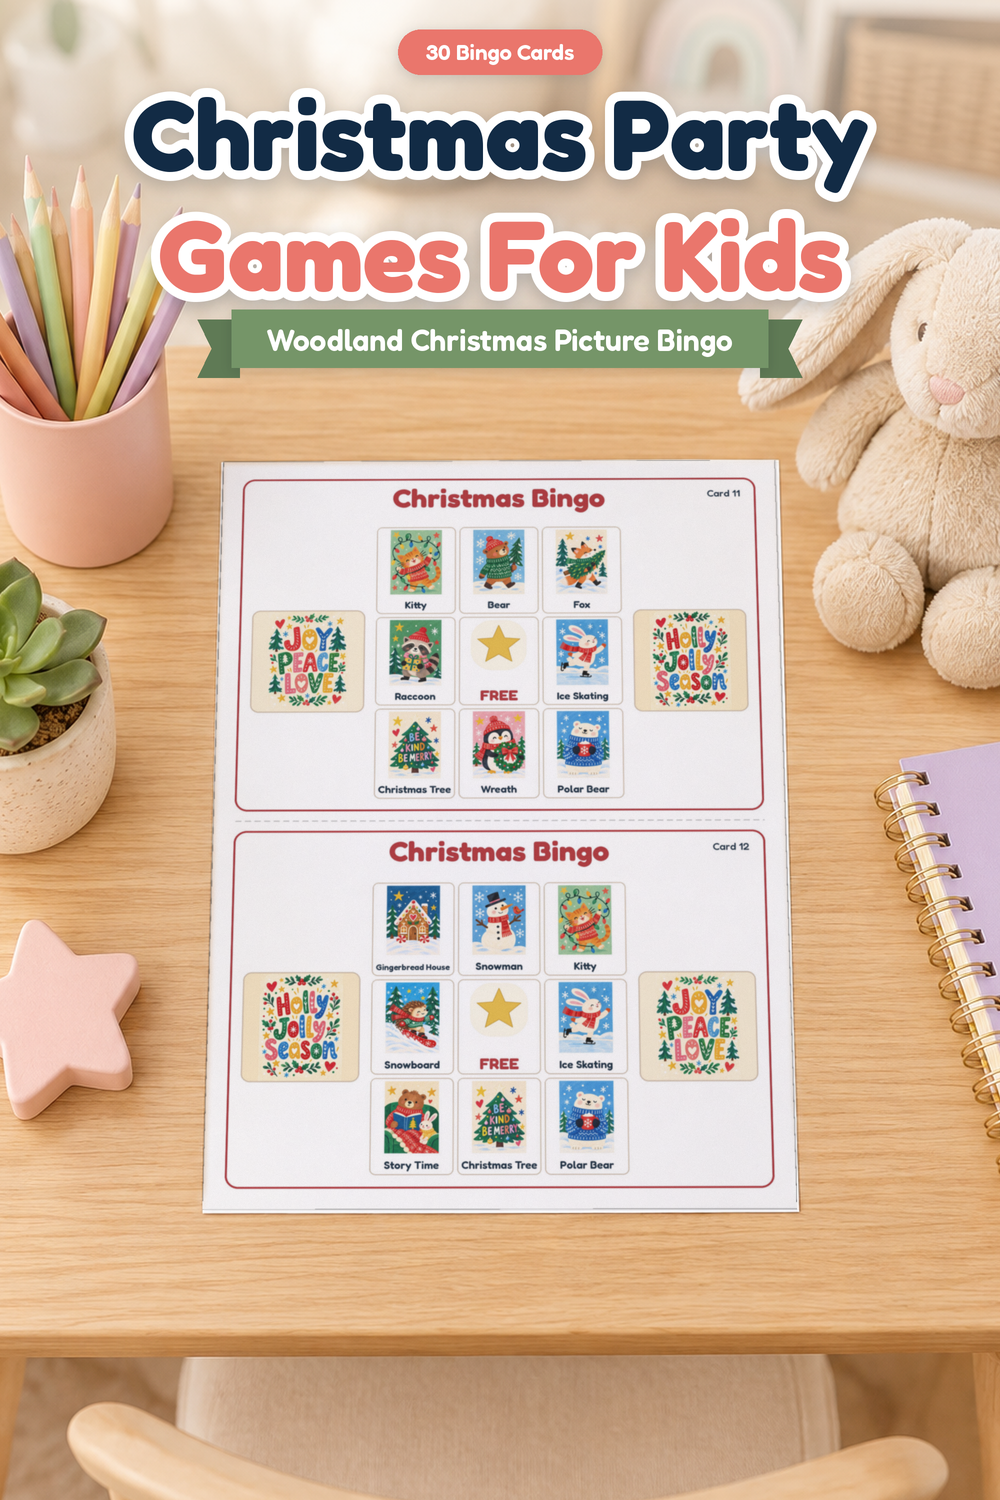 30 Bingo Cards
Christmas Party
Games For Kids
Woodland Christmas Picture Bingo
Christmas Bingo
Card 11
Kitty
Bear
Fox
JOY
PEACE
LOVE
Raccoon
FREE
Ice Skating
Holly
Jolly
Season
BE
KIND
BE MERRY
Christmas Tree
Wreath
Polar Bear
Christmas Bingo
Card 12
Gingerbread House
Snowman
Kitty
Holly
Jolly
Season
Snowboard
FREE
Ice Skating
JOY
PEACE
LOVE
Story Time
BE
KIND
BE MERRY
Christmas Tree
Polar Bear